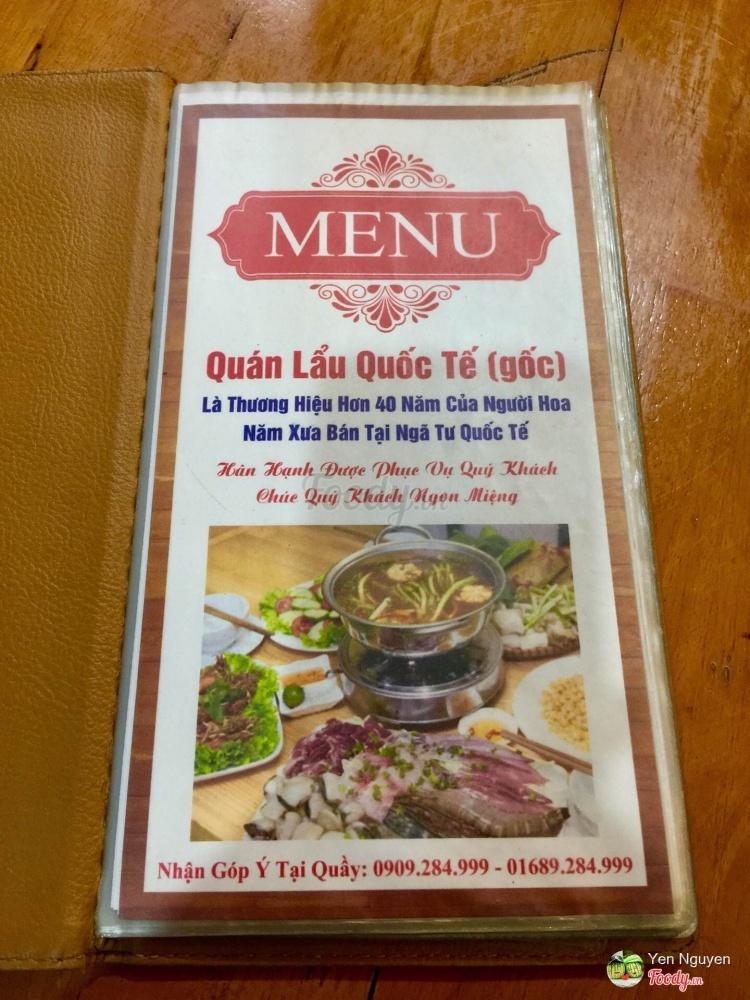 MENU
Quán Lẩu Quốc Tế (gốc)
Là Thương Hiệu Hơn 40 Năm Của Người Hoa
Năm Xưa Bán Tại Ngã Tư Quốc Tế
Hân Hạnh Được Phục Vụ Quý Khách
Chúc Quý Khách Ngon Miệng
Foody.vn
Nhận Góp Ý Tại Quầy: 0909.284.999 - 01689.284.999
Yen Nguyen
Foody.vn